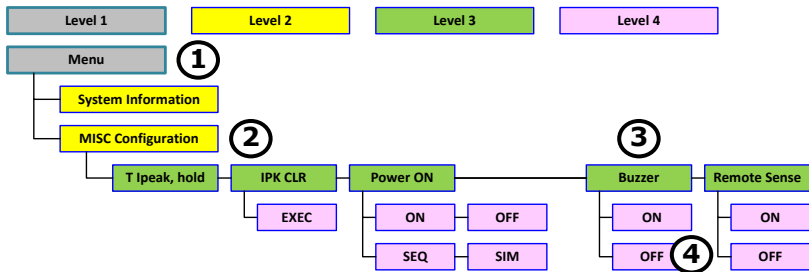 Level 1 Level 2 Level 3 Level 4
Menu 1
System Information
MISC Configuration 2 3
T Ipeak, hold IPK CLR Power ON Buzzer Remote Sense
EXEC ON OFF ON ON
SEQ SIM OFF 4 OFF